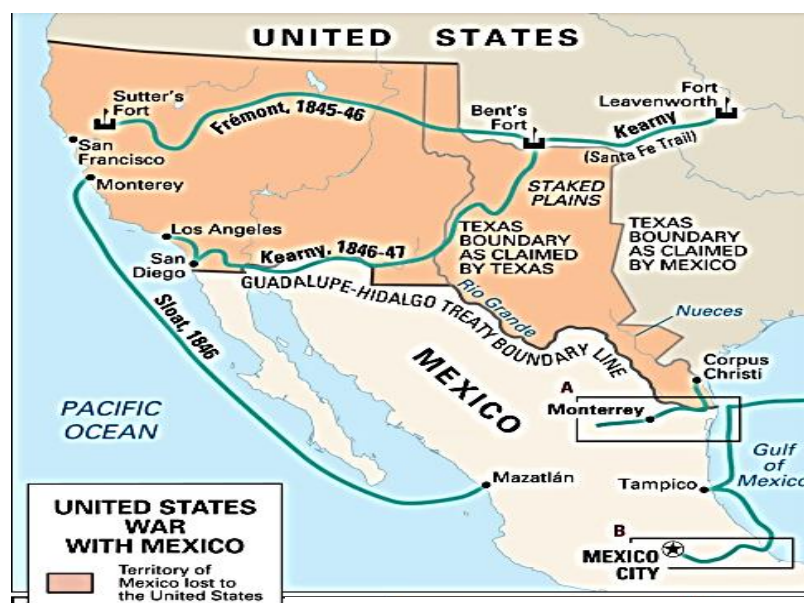 UNITED STATES
Sutter's
Fort
Frémont, 1845-46
Bent's
Fort
Fort
Leavenworth
Kearny
(Santa Fe Trail)
San
Francisco
Monterey
STAKED
PLAINS
Los Angeles
San
Diego
Kearny, 1846-47
TEXAS
BOUNDARY
AS CLAIMED
BY TEXAS
TEXAS
BOUNDARY
AS CLAIMED
BY MEXICO
GUADALUPE-HIDALGO TREATY BOUNDARY LINE
Rio Grande
Nueces
Sloat, 1846
MEXICO
Corpus
Christi
A
Monterrey
PACIFIC
OCEAN
Gulf
of
Mexico
Mazatlán
Tampico
B
MEXICO
CITY
UNITED STATES
WAR
WITH MEXICO
Territory of
Mexico lost to
the United States